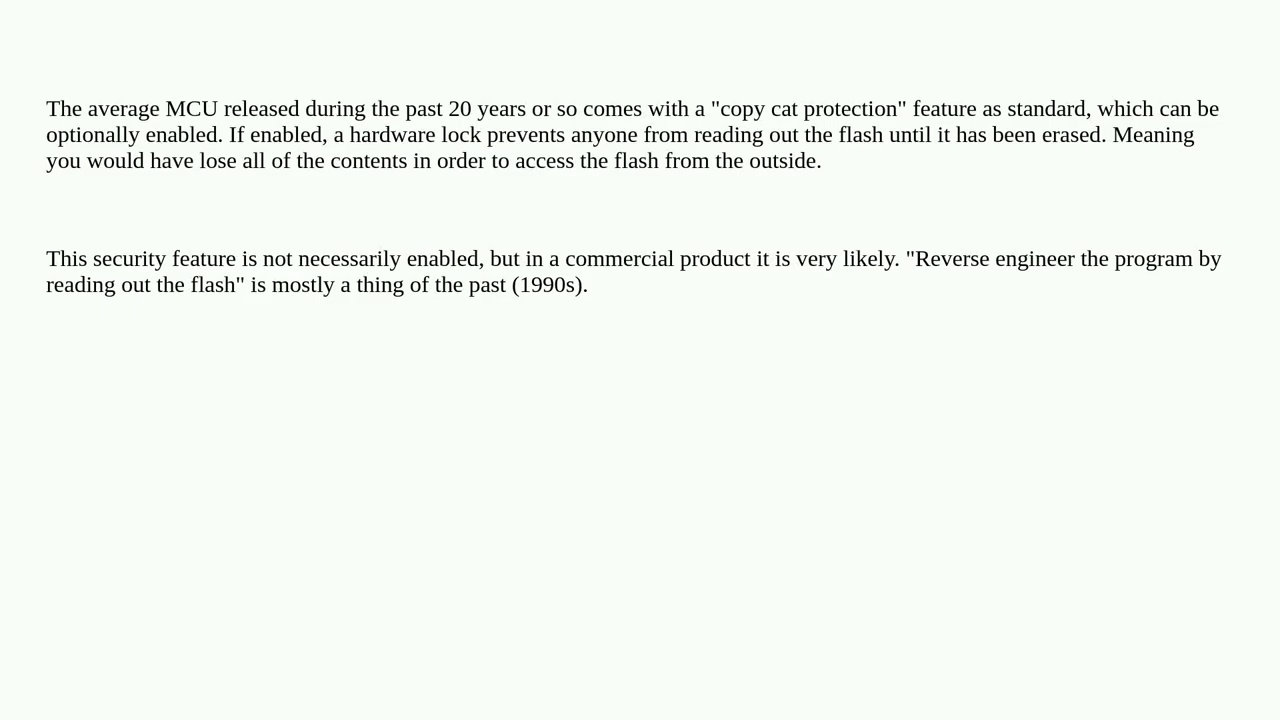 The average MCU released during the past 20 years or so comes with a "copy cat protection" feature as standard, which can be
optionally enabled. If enabled, a hardware lock prevents anyone from reading out the flash until it has been erased. Meaning
you would have lose all of the contents in order to access the flash from the outside.
This security feature is not necessarily enabled, but in a commercial product it is very likely. "Reverse engineer the program by
reading out the flash" is mostly a thing of the past (1990s).